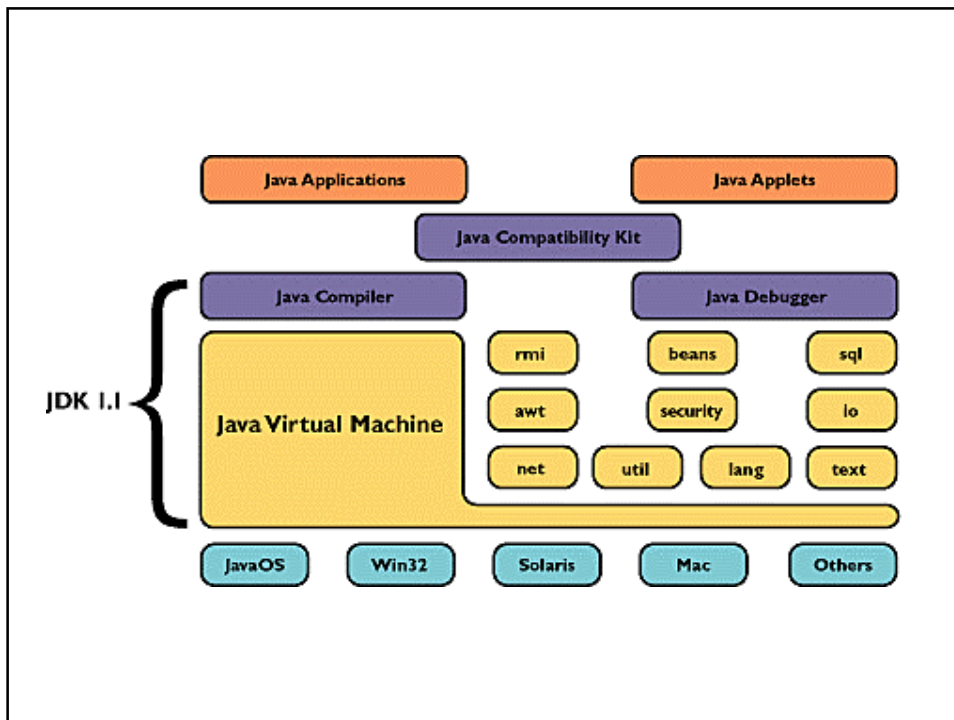 Java Applications
Java Applets
Java Compatibility Kit
Java Compiler
Java Debugger
JDK 1.1
Java Virtual Machine
rmi
beans
sql
awt
security
io
net
util
lang
text
JavaOS
Win32
Solaris
Mac
Others